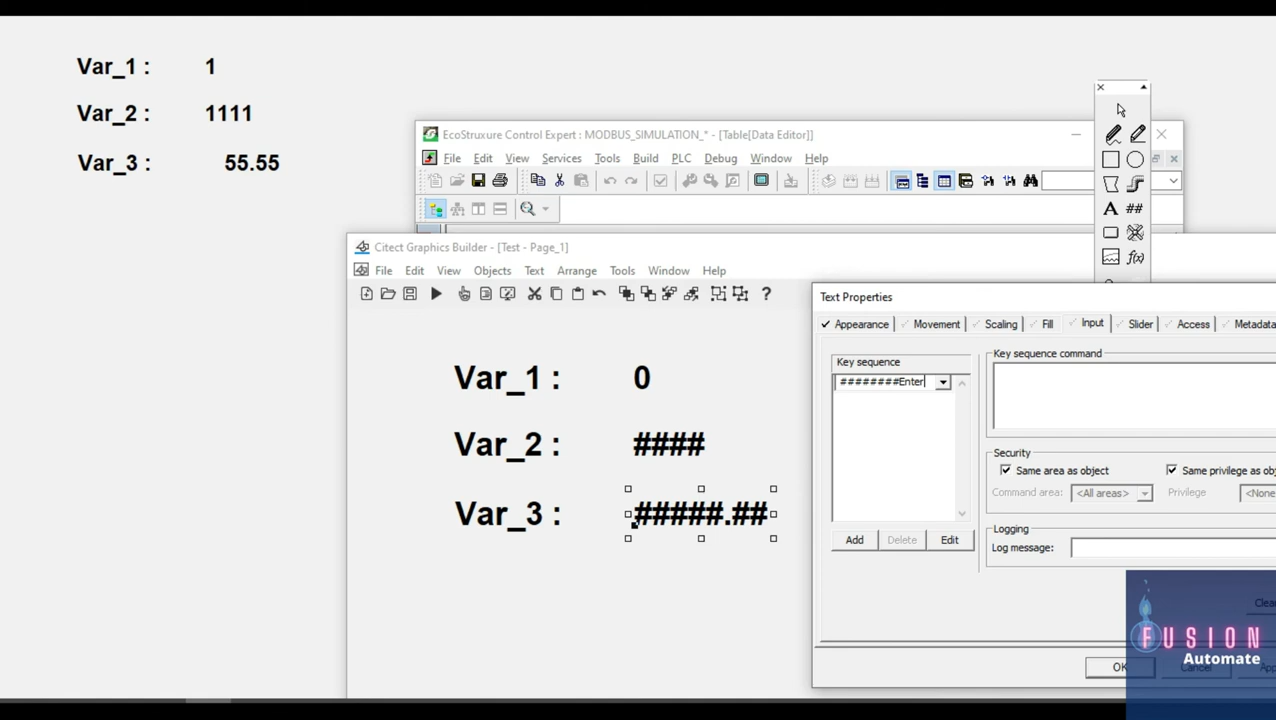 Var_1 : 1
Var_2 : 1111
Var_3 : 55.55
EcoStruxure Control Expert : MODBUS_SIMULATION_* - [Table[Data Editor]]
File Edit View Services Tools Build PLC Debug Window Help
Citect Graphics Builder - [Test - Page_1]
File Edit View Objects Text Arrange Tools Window Help
Var_1 : 0
Var_2 : ####
Var_3 : #####.##
A ##
f(x)
Text Properties
Appearance Movement Scaling Fill Input Slider Access Metadata
Key sequence
########Enter
Add Delete Edit
Key sequence command
Security
Same area as object Same privilege as obj
Command area: <All areas> Privilege <None
Logging
Log message:
Clea
OK Cancel App
FUSION
Automate